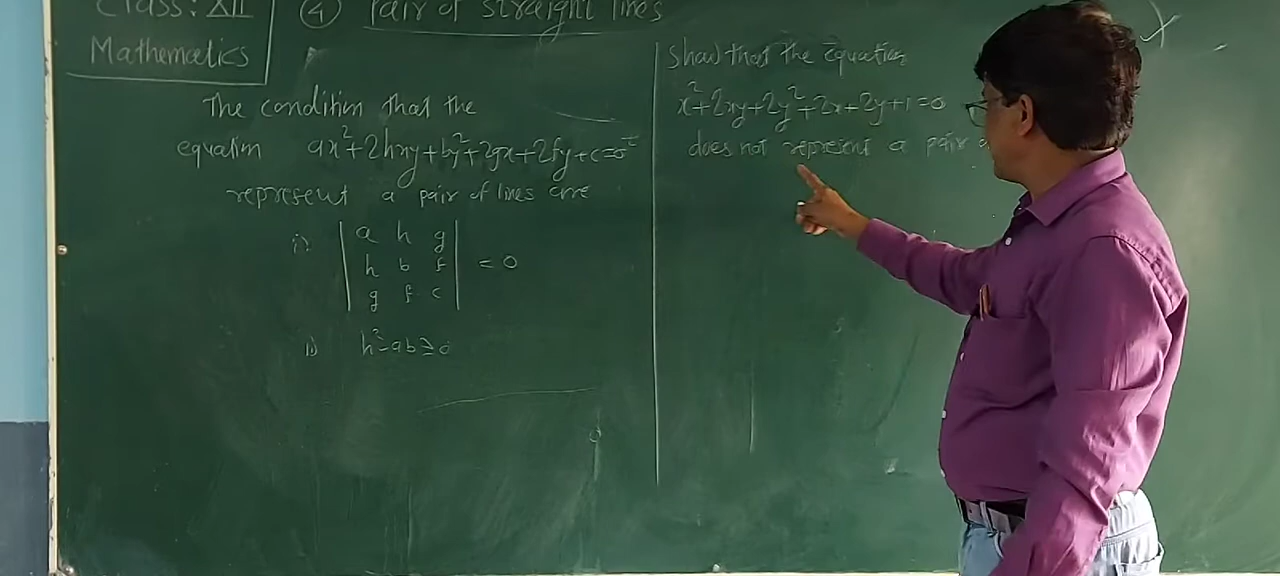 Class: XII
Mathematics
④ Pair of straight lines
The condition that the
equation ax²+2hxy+by²+2gx+2fy+c=0
represent a pair of lines are
i).
a h g
h b f
g f c
= 0
ii) h²-ab≥0
Show that the equation
x²+2xy+2y²+2x+2y+1=0
does not represent a pair